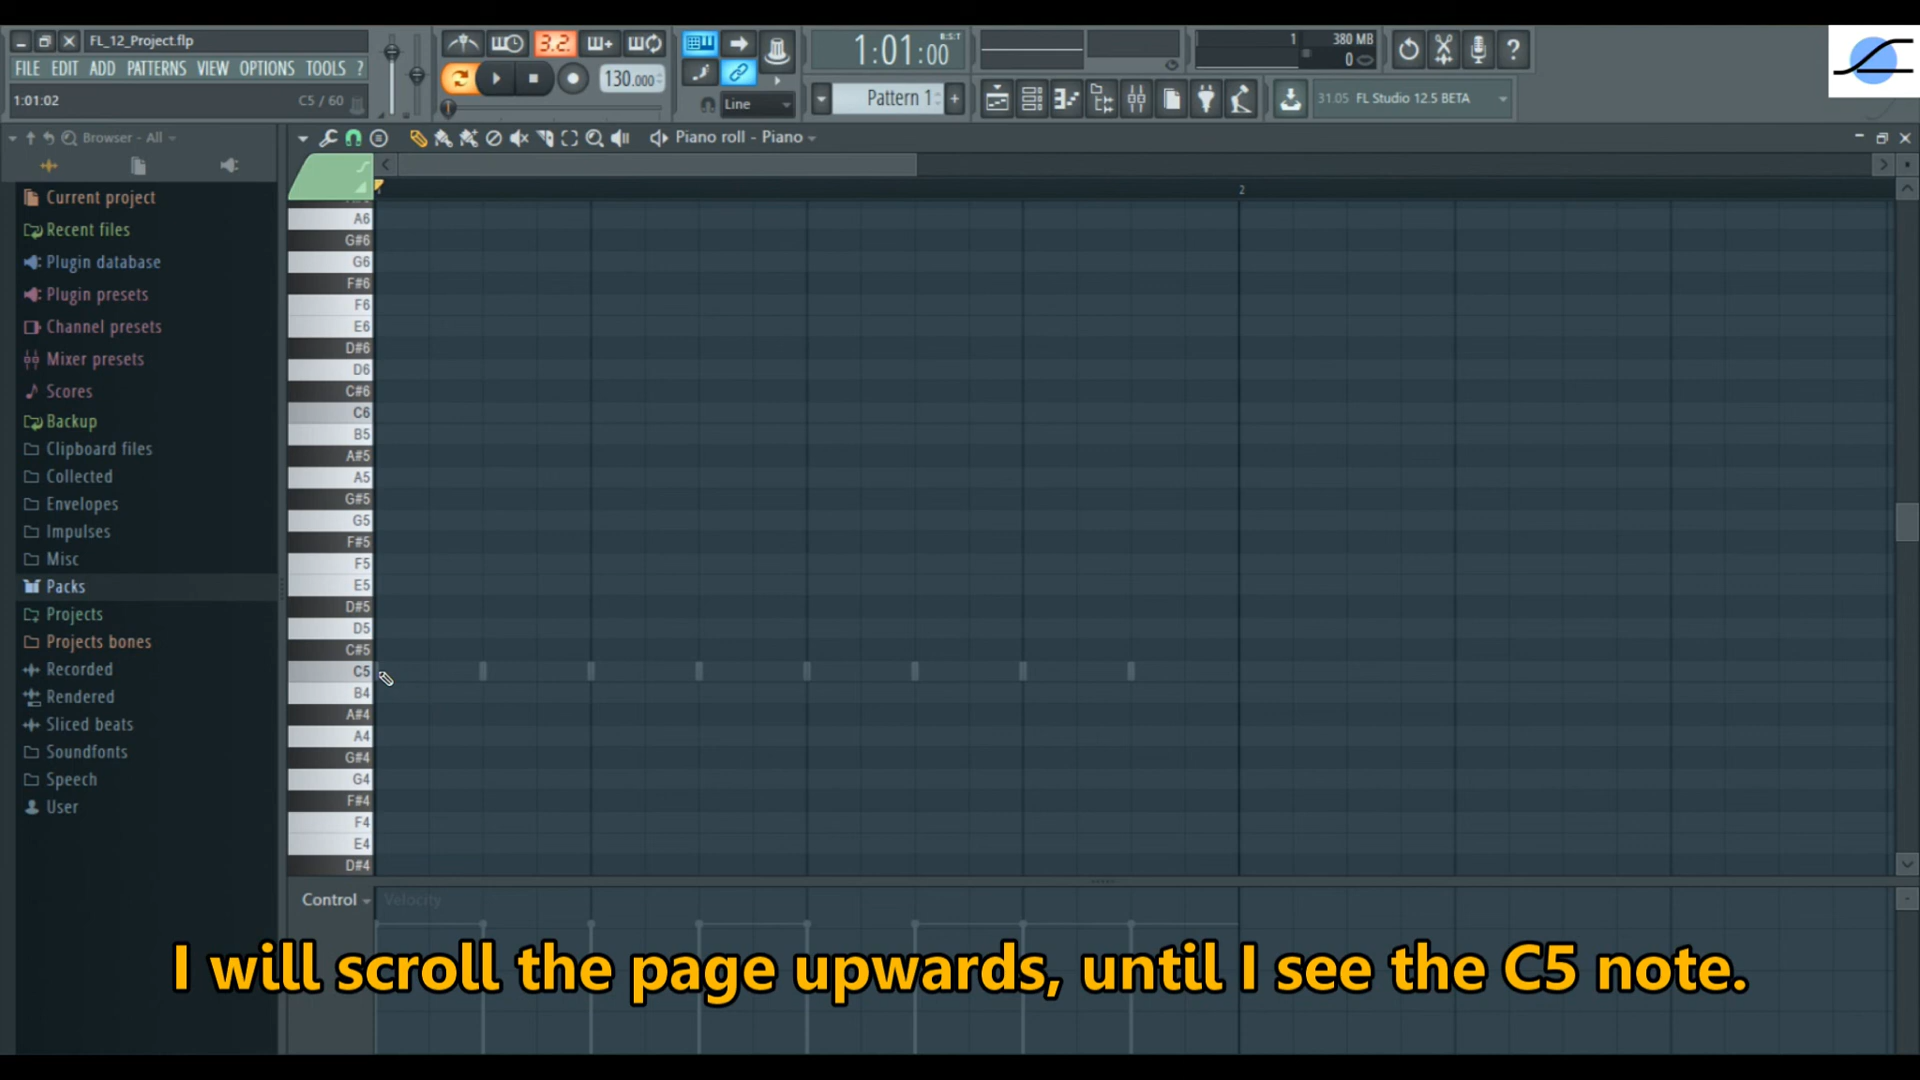 FL_12_Project.flp
FILE EDIT ADD PATTERNS VIEW OPTIONS TOOLS ?
1:01:02 C5 / 60
3.2.
130.000
Line
1:01:00
B:S:T
Pattern 1
1
380 MB
0
31.05 FL Studio 12.5 BETA
Browser - All
Piano roll - Piano
Current project
Recent files
Plugin database
Plugin presets
Channel presets
Mixer presets
Scores
Backup
Clipboard files
Collected
Envelopes
Impulses
Misc
Packs
Projects
Projects bones
Recorded
Rendered
Sliced beats
Soundfonts
Speech
User
2
A6
G#6
G6
F#6
F6
E6
D#6
D6
C#6
C6
B5
A#5
A5
G#5
G5
F#5
F5
E5
D#5
D5
C#5
C5
B4
A#4
A4
G#4
G4
F#4
F4
E4
D#4
Control
Velocity
I will scroll the page upwards, until I see the C5 note.